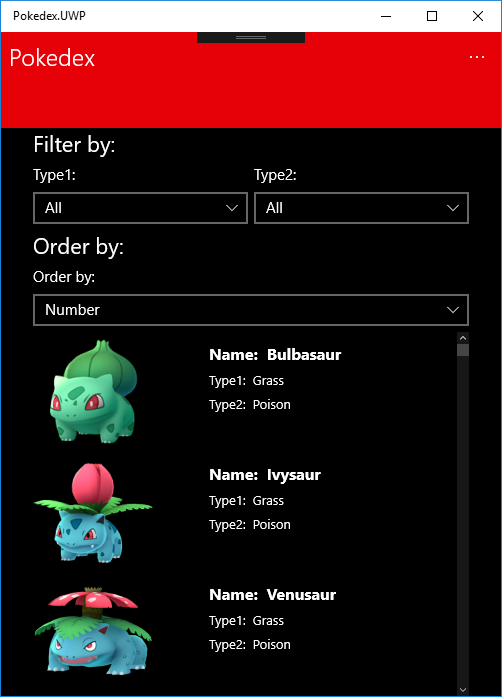 Pokedex.UWP
Pokedex
Filter by:
Type1: Type2:
All All
Order by:
Order by:
Number
Name: Bulbasaur
Type1: Grass
Type2: Poison
Name: Ivysaur
Type1: Grass
Type2: Poison
Name: Venusaur
Type1: Grass
Type2: Poison